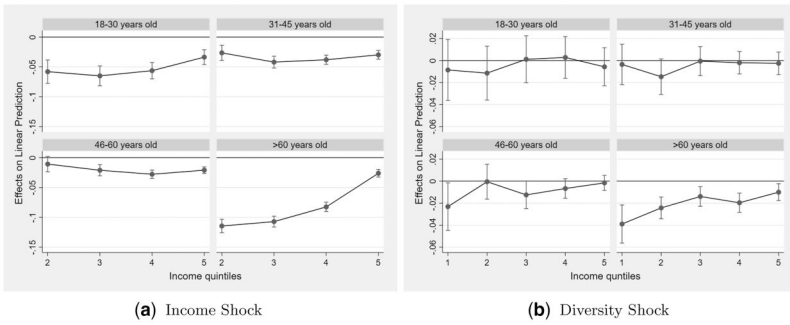 18-30 years old
31-45 years old
0
-.05
-.1
-.15
46-60 years old
>60 years old
0
-.05
-.1
-.15
Effects on Linear Prediction
2 3 4 5 2 3 4 5
Income quintiles
(a) Income Shock
18-30 years old
31-45 years old
.02
0
-.02
-.04
-.06
46-60 years old
>60 years old
.02
0
-.02
-.04
-.06
Effects on Linear Prediction
1 2 3 4 5 1 2 3 4 5
Income quntiles
(b) Diversity Shock